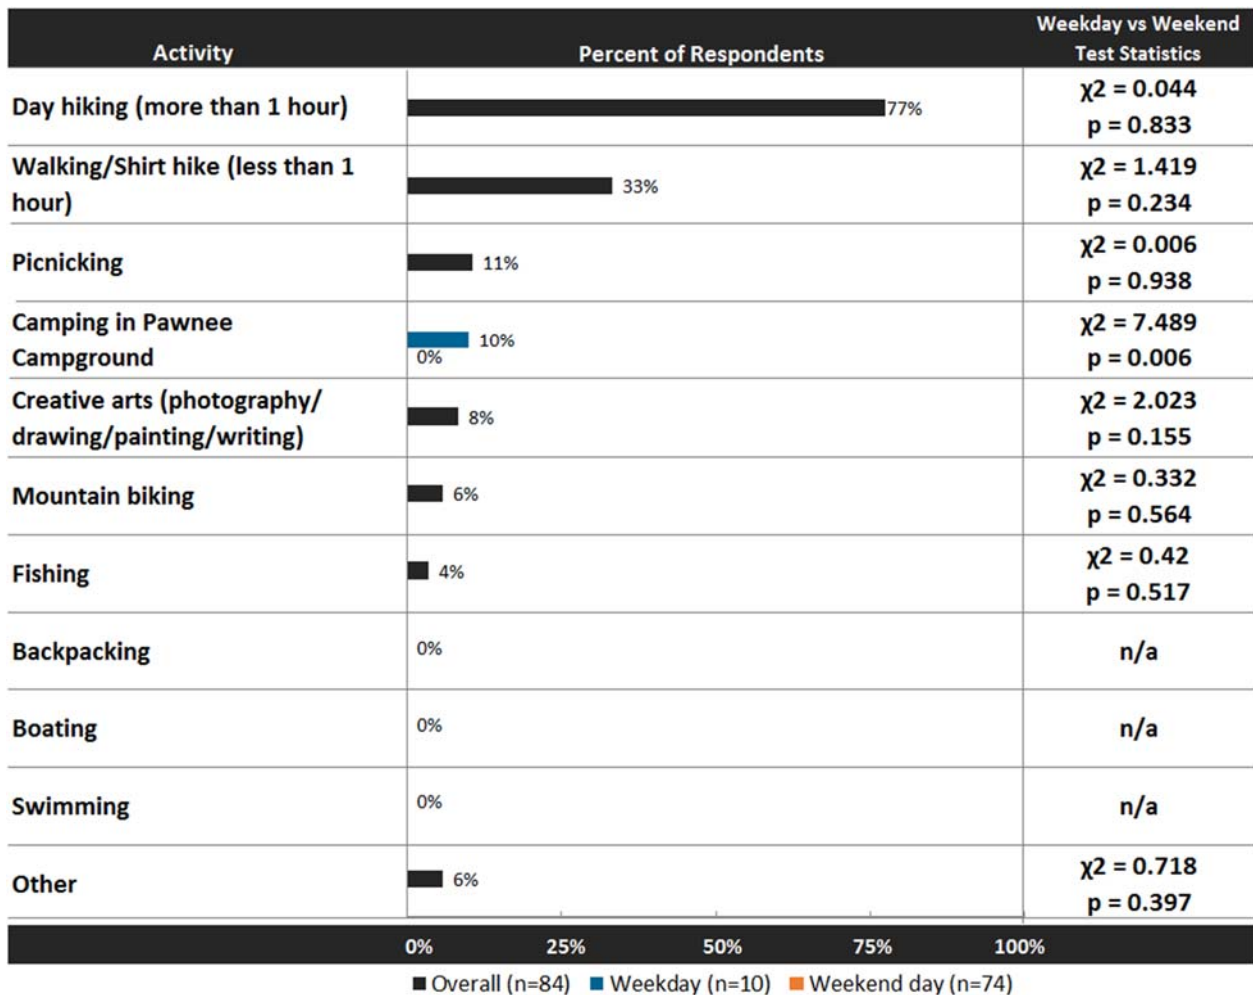 Weekday vs Weekend
Activity Percent of Respondents Test Statistics
Day hiking (more than 1 hour) 77% χ2 = 0.044
p = 0.833
Walking/Shirt hike (less than 1
hour) 33% χ2 = 1.419
p = 0.234
Picnicking 11% χ2 = 0.006
p = 0.938
Camping in Pawnee
Campground 10% χ2 = 7.489
0% p = 0.006
Creative arts (photography/
drawing/painting/writing) 8% χ2 = 2.023
p = 0.155
Mountain biking 6% χ2 = 0.332
p = 0.564
Fishing 4% χ2 = 0.42
p = 0.517
Backpacking 0% n/a
Boating 0% n/a
Swimming 0% n/a
Other 6% χ2 = 0.718
p = 0.397
0% 25% 50% 75% 100%
Overall (n=84) Weekday (n=10) Weekend day (n=74)